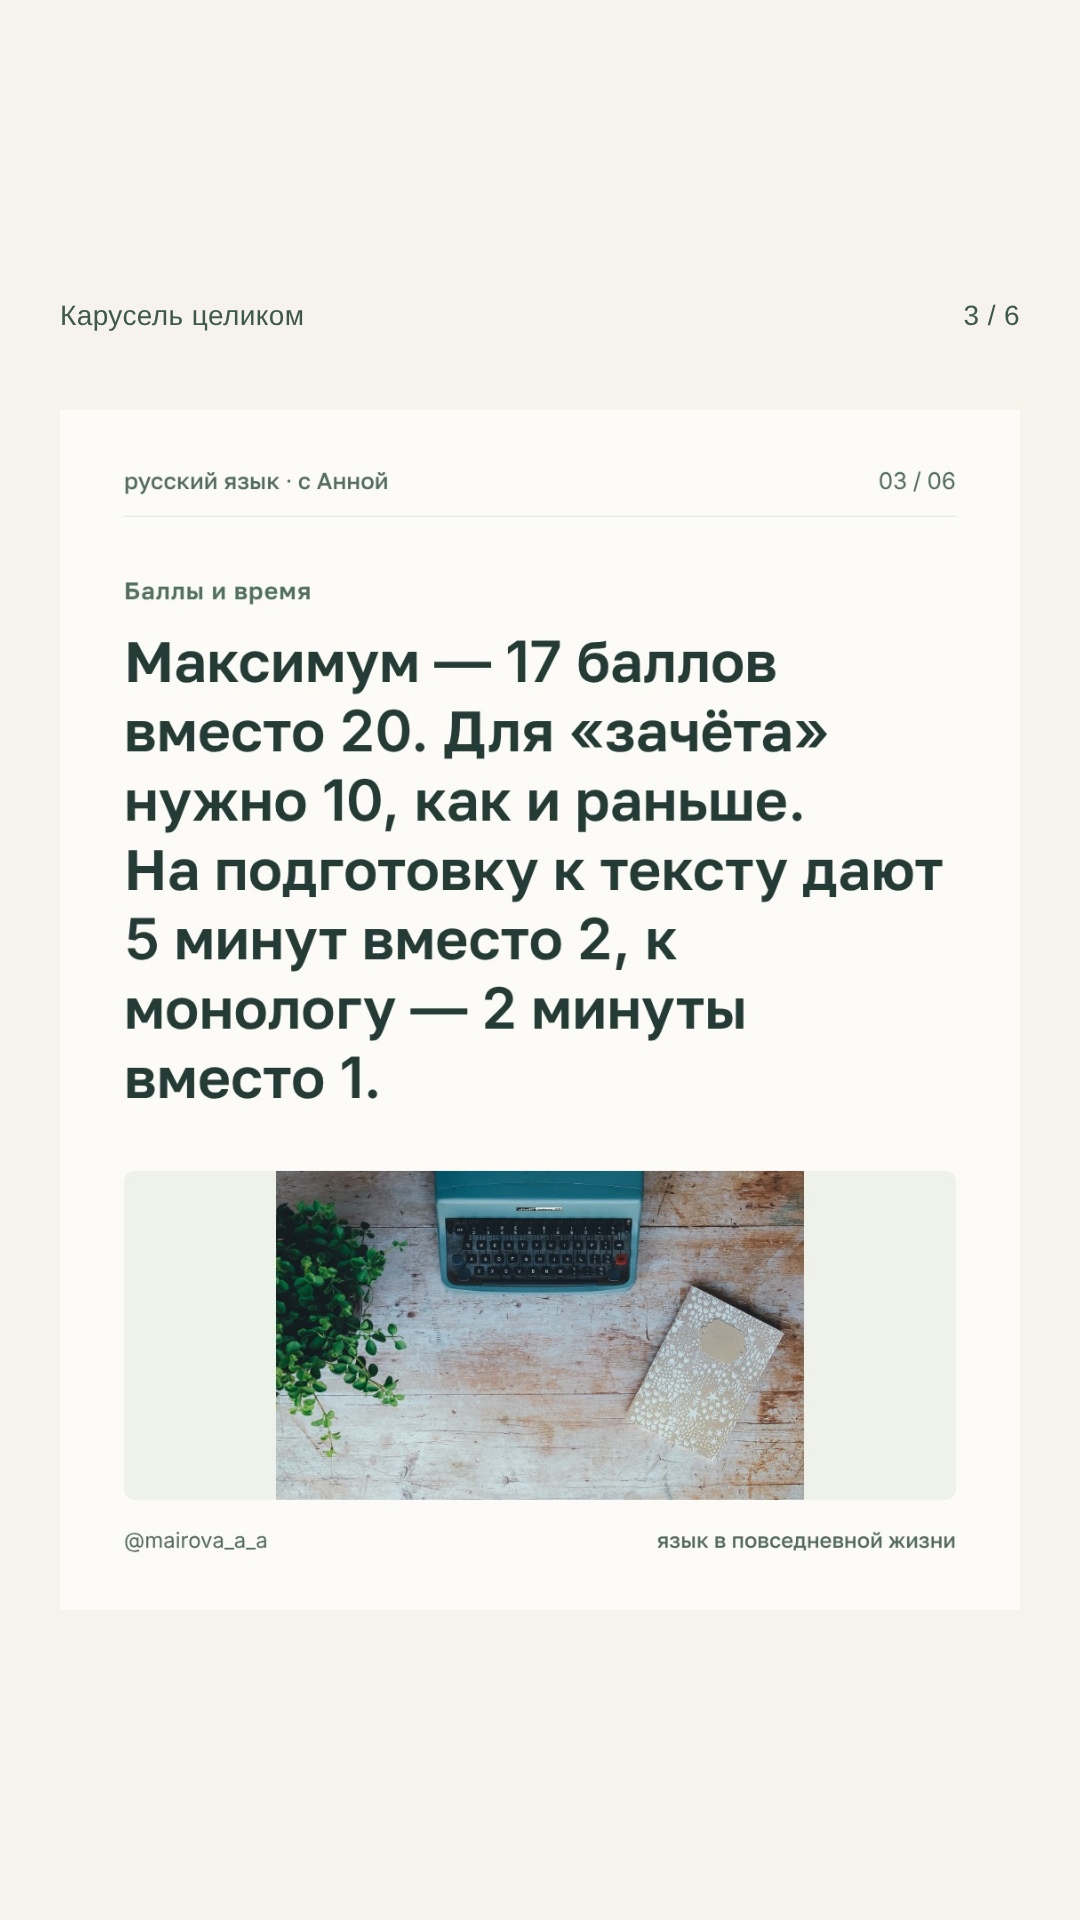 Карусель целиком
3 / 6
русский язык · с Анной
03 / 06
Баллы и время
Максимум — 17 баллов
вместо 20. Для «зачёта»
нужно 10, как и раньше.
На подготовку к тексту дают
5 минут вместо 2, к
монологу — 2 минуты
вместо 1.
@mairova_a_a
язык в повседневной жизни